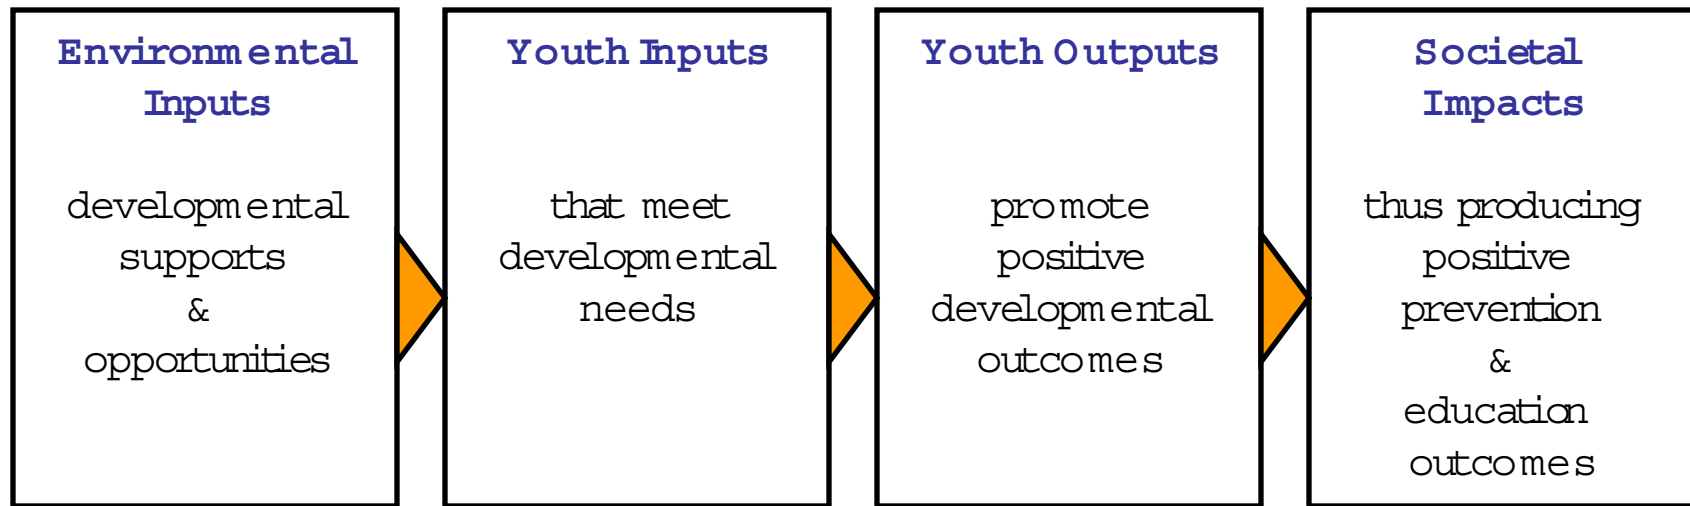 Environmental
Inputs
developmental
supports
&
opportunities
Youth Inputs
that meet
developmental
needs
Youth Outputs
promote
positive
developmental
outcomes
Societal
Impacts
thus producing
positive
prevention
&
education
outcomes